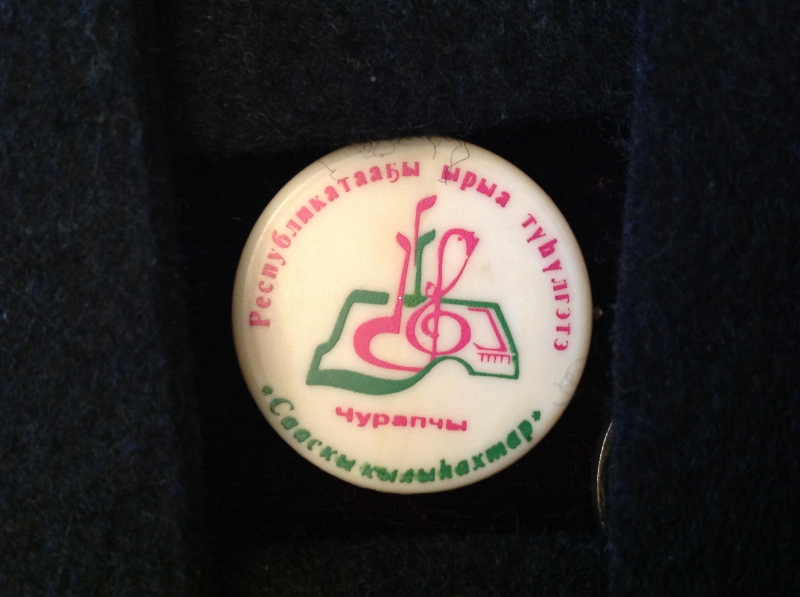 Республикатааҕы ырыа түһүлгэтэ
Чурапчы
"Сааскы кылыһахтар"